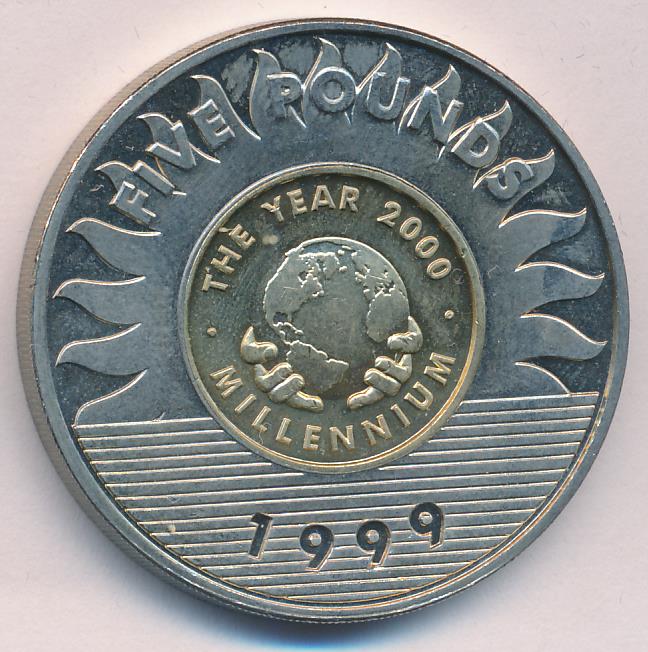 FIVE POUNDS
THE YEAR 2000
MILLENNIUM
1999